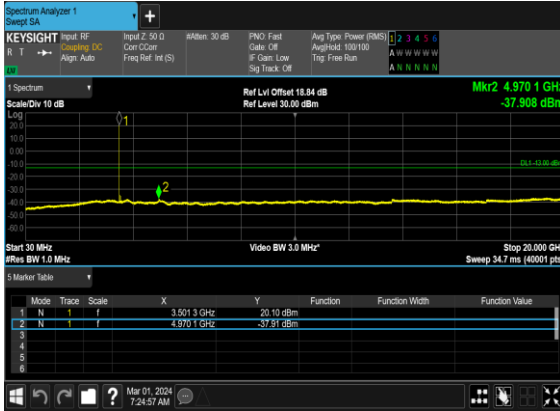 Spectrum Analyzer 1
Swept SA
+
KEYSIGHT Input: RF Input Z: 50 Ω #Atten: 30 dB PNO: Fast Avg Type: Power (RMS) 1 2 3 4 5 6
R T Coupling: DC Corr CCorr Gate: Off Avg|Hold: 100/100 A W W W W W
Align: Auto Freq Ref: Int (S) IF Gain: Low Trig: Free Run
Sig Track: Off A N N N N N
1 Spectrum Ref Lvl Offset 18.84 dB Mkr2 4.970 1 GHz
Scale/Div 10 dB Ref Level 30.00 dBm -37.908 dBm
Log
20.0
10.0
0.00
-10.0
-20.0
-30.0
-40.0
-50.0
-60.0
1
2
DL1 -13.00 dBm
Start 30 MHz Video BW 3.0 MHz* Stop 20.000 GHz
#Res BW 1.0 MHz Sweep 34.7 ms (40001 pts)
5 Marker Table
Mode Trace Scale X Y Function Function Width Function Value
1 N 1 f 3.501 3 GHz 20.10 dBm
2 N 1 f 4.970 1 GHz -37.91 dBm
3
4
5
6
? Mar 01, 2024
7:24:57 AM